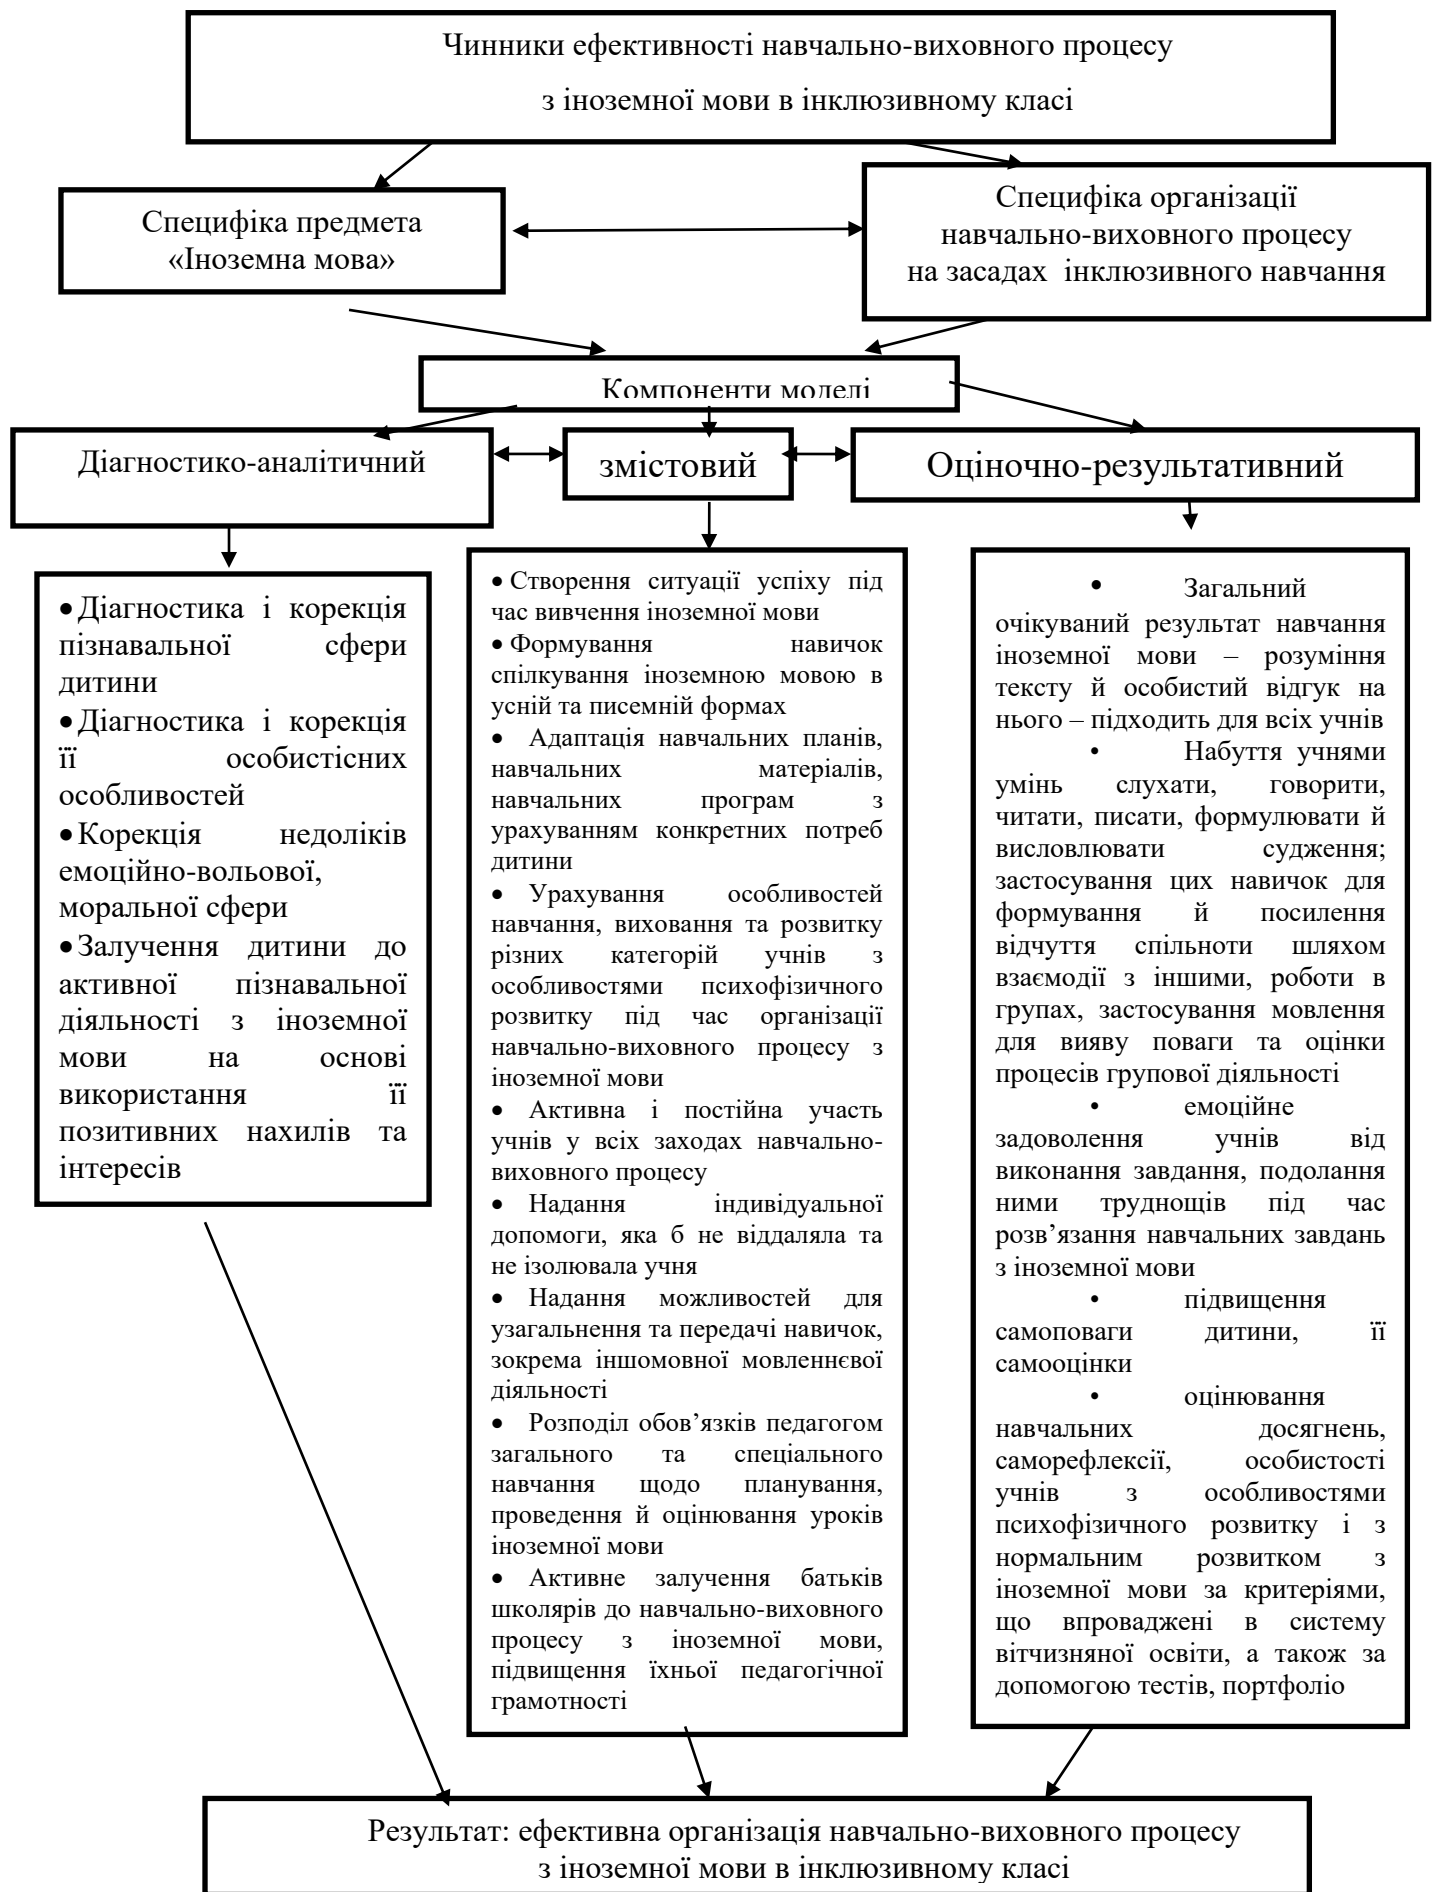 Чинники ефективності навчально-виховного процесу
з іноземної мови в інклюзивному класі
Специфіка предмета
«Іноземна мова»
Специфіка організації
навчально-виховного процесу
на засадах інклюзивного навчання
Компоненти моделі
Діагностико-аналітичний
змістовий
Оціночно-результативний
• Діагностика і корекція
пізнавальної сфери
дитини
• Діагностика і корекція
її особистісних
особливостей
• Корекція недоліків
емоційно-вольової,
моральної сфери
• Залучення дитини до
активної пізнавальної
діяльності з іноземної
мови на основі
використання її
позитивних нахилів та
інтересів
• Створення ситуації успіху під
час вивчення іноземної мови
• Формування навичок
спілкування іноземною мовою в
усній та писемній формах
• Адаптація навчальних планів,
навчальних матеріалів,
навчальних програм з
урахуванням конкретних потреб
дитини
• Урахування особливостей
навчання, виховання та розвитку
різних категорій учнів з
особливостями психофізичного
розвитку під час організації
навчально-виховного процесу з
іноземної мови
• Активна і постійна участь
учнів у всіх заходах навчально-
виховного процесу
• Надання індивідуальної
допомоги, яка б не віддаляла та
не ізолювала учня
• Надання можливостей для
узагальнення та передачі навичок,
зокрема іншомовної мовленнєвої
діяльності
• Розподіл обов’язків педагогом
загального та спеціального
навчання щодо планування,
проведення й оцінювання уроків
іноземної мови
• Активне залучення батьків
школярів до навчально-виховного
процесу з іноземної мови,
підвищення їхньої педагогічної
грамотності
• Загальний
очікуваний результат навчання
іноземної мови – розуміння
тексту й особистий відгук на
нього – підходить для всіх учнів
• Набуття учнями
умінь слухати, говорити,
читати, писати, формулювати й
висловлювати судження;
застосування цих навичок для
формування й посилення
відчуття спільноти шляхом
взаємодії з іншими, роботи в
групах, застосування мовлення
для вияву поваги та оцінки
процесів групової діяльності
• емоційне
задоволення учнів від
виконання завдання, подолання
ними труднощів під час
розв’язання навчальних завдань
з іноземної мови
• підвищення
самоповаги дитини, її
самооцінки
• оцінювання
навчальних досягнень,
саморефлексії, особистості
учнів з особливостями
психофізичного розвитку і з
нормальним розвитком з
іноземної мови за критеріями,
що впроваджені в систему
вітчизняної освіти, а також за
допомогою тестів, портфоліо
Результат: ефективна організація навчально-виховного процесу
з іноземної мови в інклюзивному класі